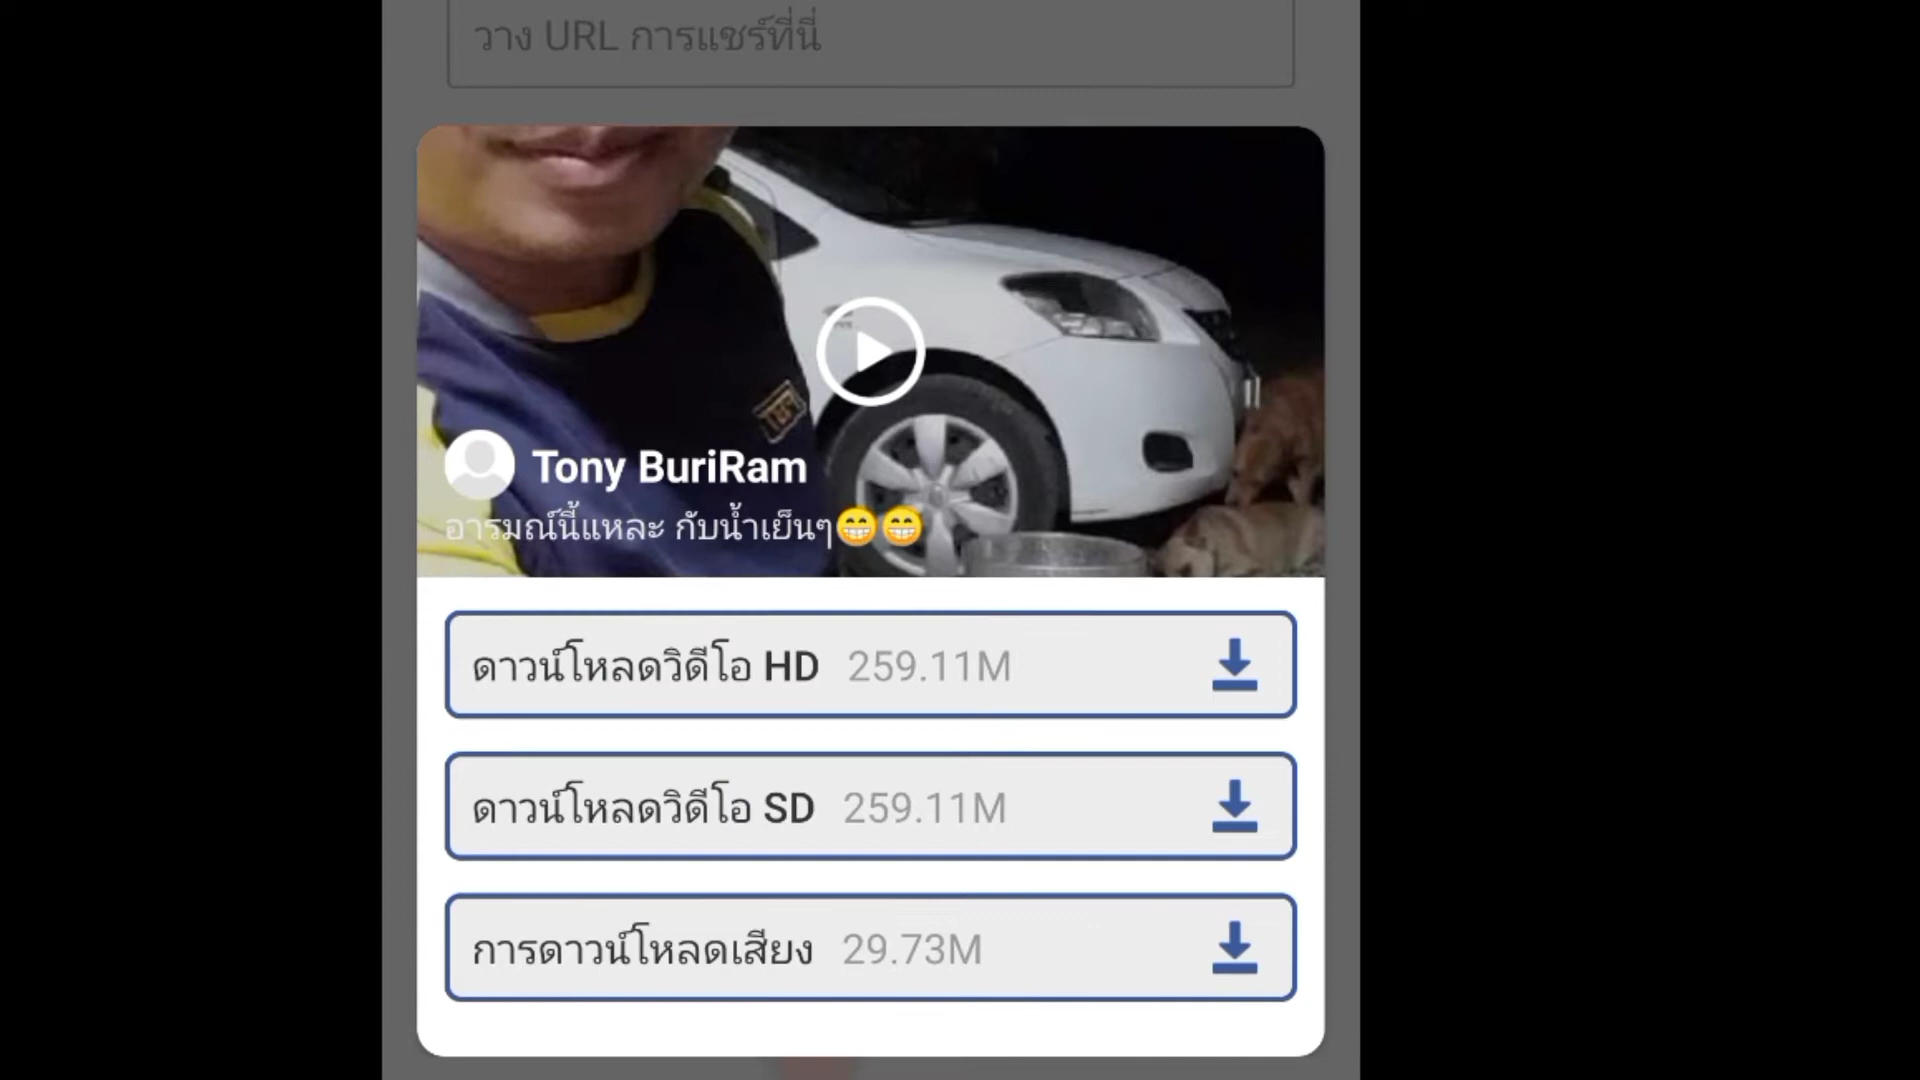 วาง URL การแชร์ที่นี่
Tony BuriRam
อารมณ์นี้แหละ กับน้ำเย็นๆ😁😁
ดาวน์โหลดวิดีโอ HD 259.11M
ดาวน์โหลดวิดีโอ SD 259.11M
การดาวน์โหลดเสียง 29.73M